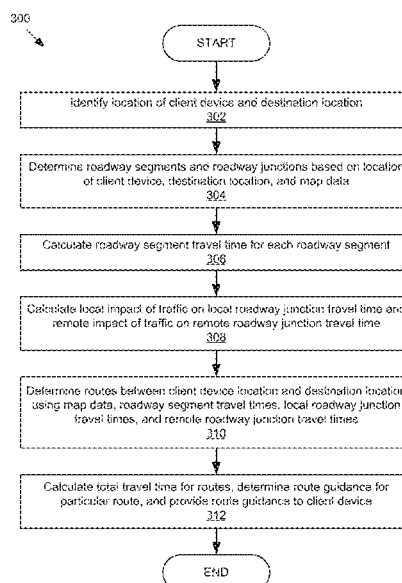 300
START
Identify location of client device and destination location
302
Determine roadway segments and roadway junctions based on location
of client device, destination location, and map data
304
Calculate roadway segment travel time for each roadway segment
306
Calculate local impact of traffic on local roadway junction travel time and
remote impact of traffic on remote roadway junction travel time
308
Determine routes between client device location and destination location
using map data, roadway segment travel times, local roadway junction
travel times, and remote roadway junction travel times
310
Calculate total travel time for routes, determine route guidance for
particular route, and provide route guidance to client device
312
END